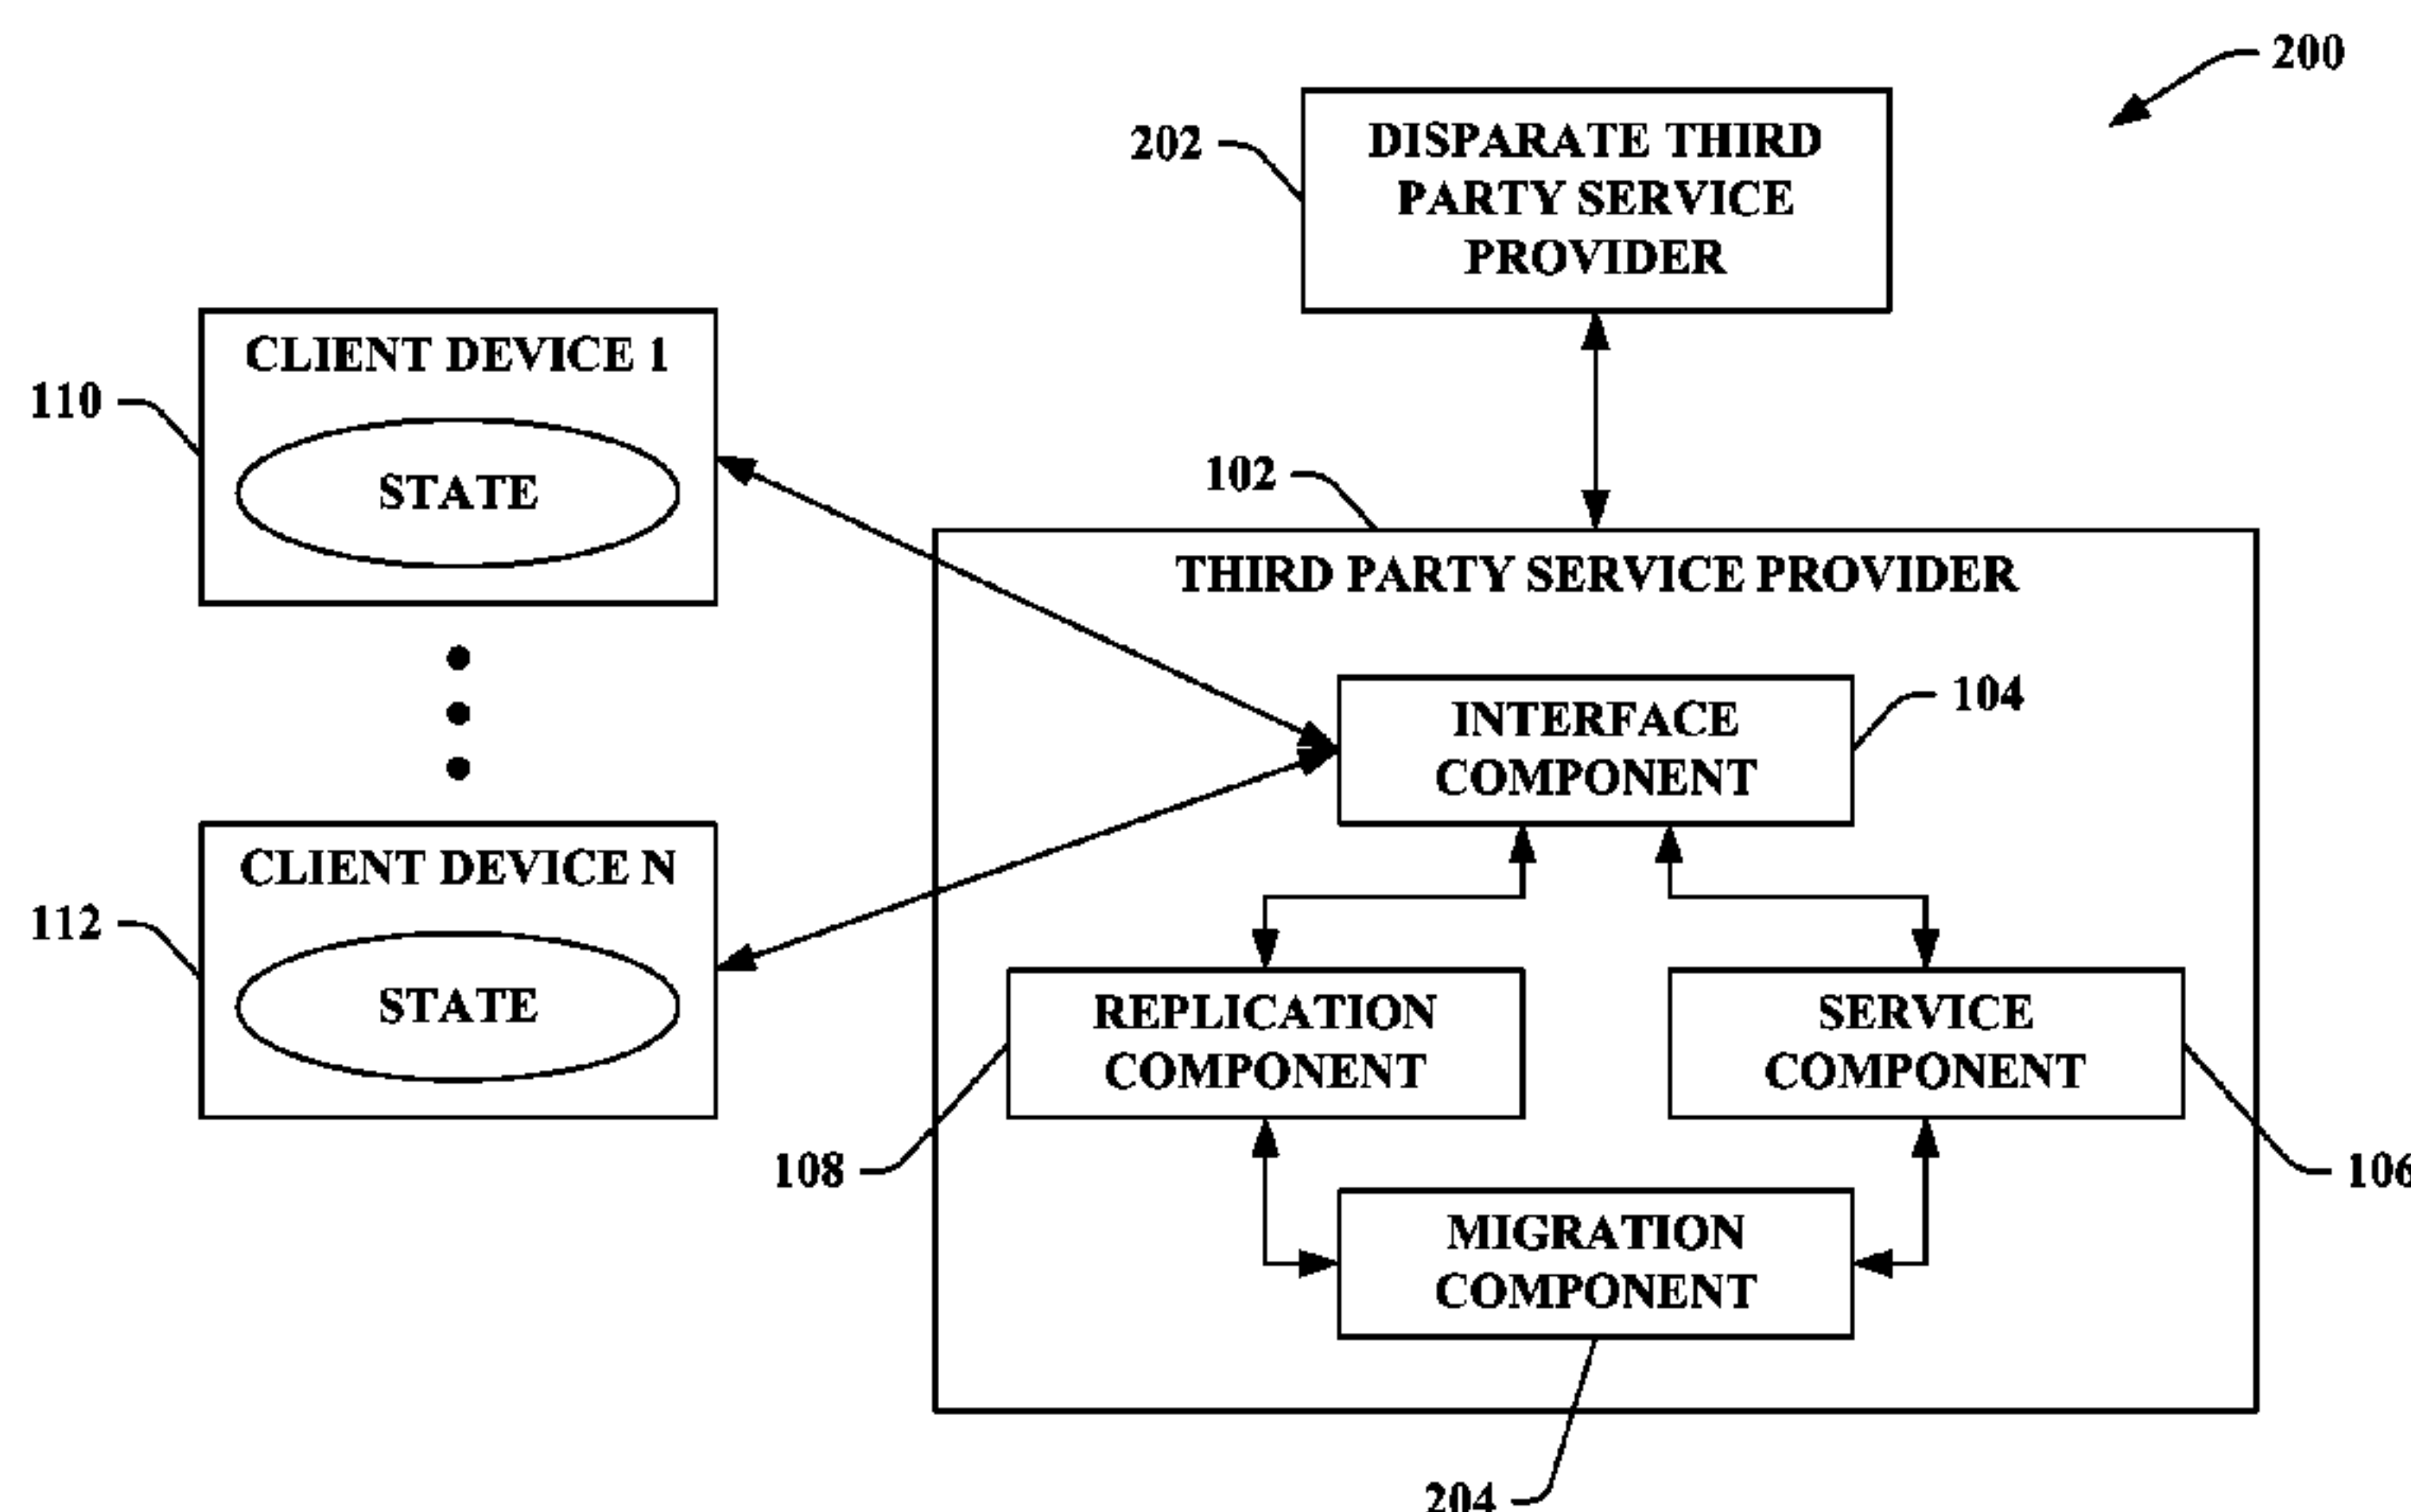 200
202
DISPARATE THIRD
PARTY SERVICE
PROVIDER
CLIENT DEVICE 1
110
STATE
102
THIRD PARTY SERVICE PROVIDER
INTERFACE
COMPONENT
104
CLIENT DEVICE N
112
STATE
REPLICATION
COMPONENT
SERVICE
COMPONENT
108
106
MIGRATION
COMPONENT
204